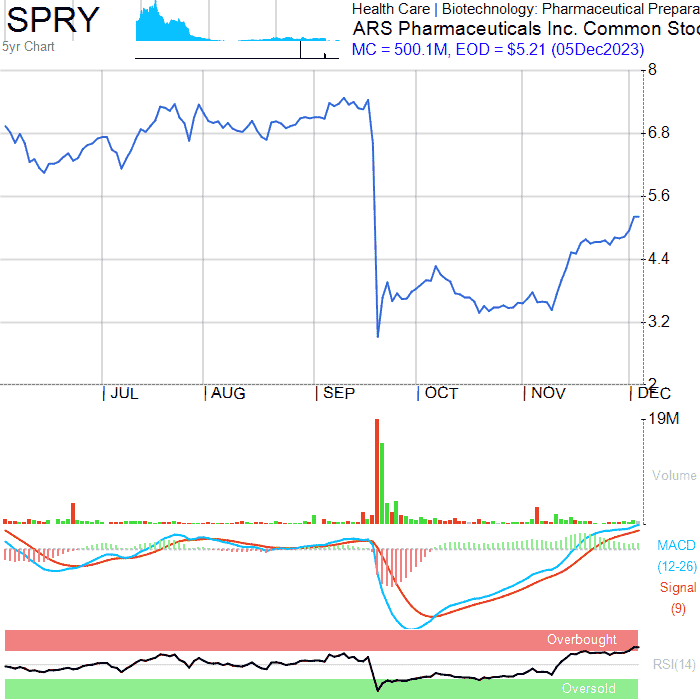 SPRY
5yr Chart
Health Care | Biotechnology: Pharmaceutical Prepara
ARS Pharmaceuticals Inc. Common Stoc
MC = 500.1M, EOD = $5.21 (05Dec2023)
8
6.8
5.6
4.4
3.2
2
JUL
AUG
SEP
OCT
NOV
DEC
19M
Volume
MACD
(12-26)
Signal
(9)
Overbought
RSI(14)
Oversold